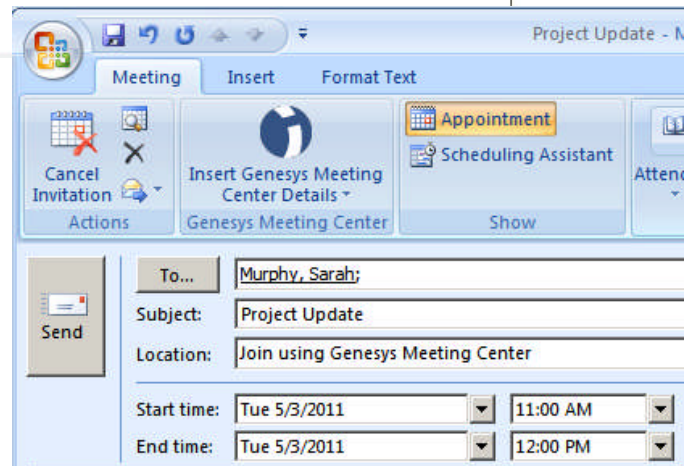 Project Update - M
Meeting Insert Format Text
Cancel Invitation
Insert Genesys Meeting Center Details
Appointment
Scheduling Assistant
Actions Genesys Meeting Center Show
Send
To... Murphy, Sarah;
Subject: Project Update
Location: Join using Genesys Meeting Center
Start time: Tue 5/3/2011 11:00 AM
End time: Tue 5/3/2011 12:00 PM